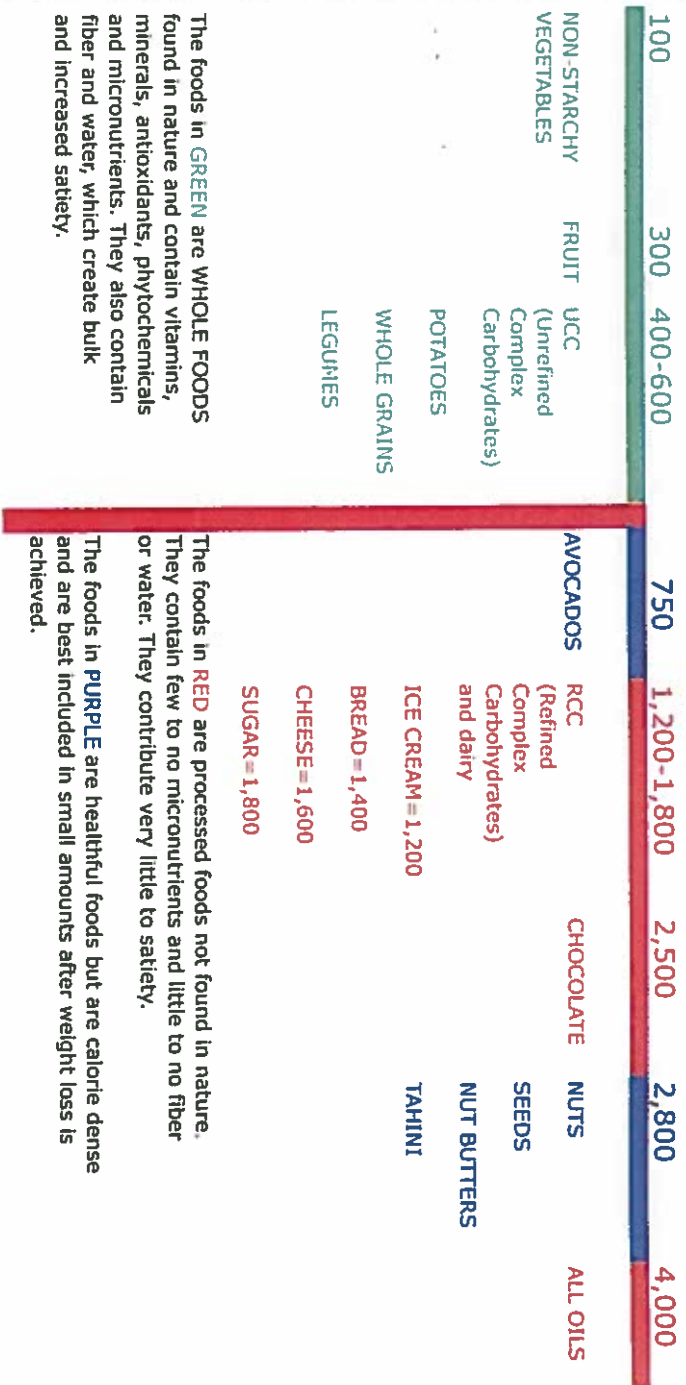 100 300 400-600 750 1,200-1,800 2,500 2,800 4,000
NON-STARCHY
VEGETABLES
FRUIT
UCC
(Unrefined
Complex
Carbohydrates)
POTATOES
WHOLE GRAINS
LEGUMES
AVOCADOS
RCC
(Refined
Complex
Carbohydrates)
and dairy
ICE CREAM=1,200
BREAD=1,400
CHEESE=1,600
SUGAR=1,800
CHOCOLATE
NUTS
SEEDS
NUT BUTTERS
TAHINI
ALL OILS
The foods in GREEN are WHOLE FOODS
found in nature and contain vitamins,
minerals, antioxidants, phytochemicals
and micronutrients. They also contain
fiber and water, which create bulk
and increased satiety.
The foods in RED are processed foods not found in nature.
They contain few to no micronutrients and little to no fiber
or water. They contribute very little to satiety.
The foods in PURPLE are healthful foods but are calorie dense
and are best included in small amounts after weight loss is
achieved.